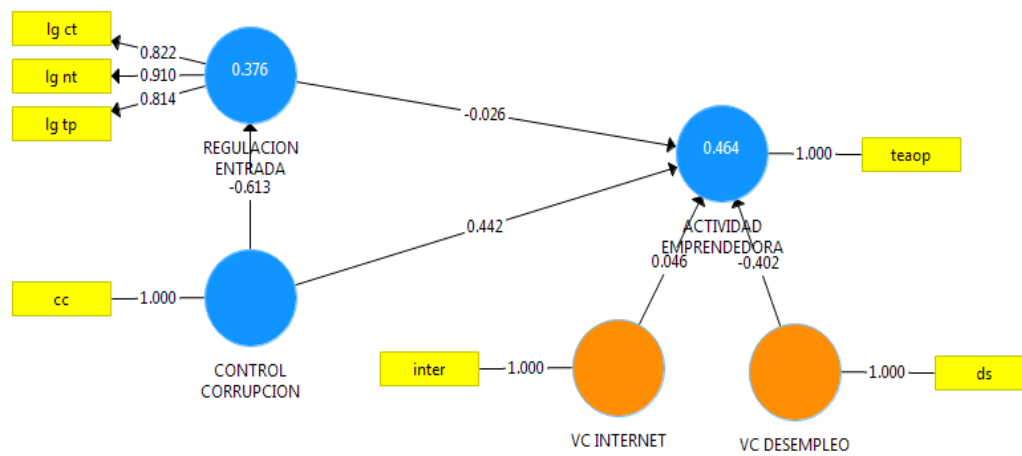 lg ct
0.822
lg nt
0.910
lg tp
0.814
0.376
REGULACION
ENTRADA
-0.613
-0.026
0.464
1.000
teaop
ACTIVIDAD
EMPRENDEDORA
0.442
0.046
-0.402
cc
1.000
CONTROL
CORRUPCION
inter
1.000
VC INTERNET
1.000
ds
VC DESEMPLEO